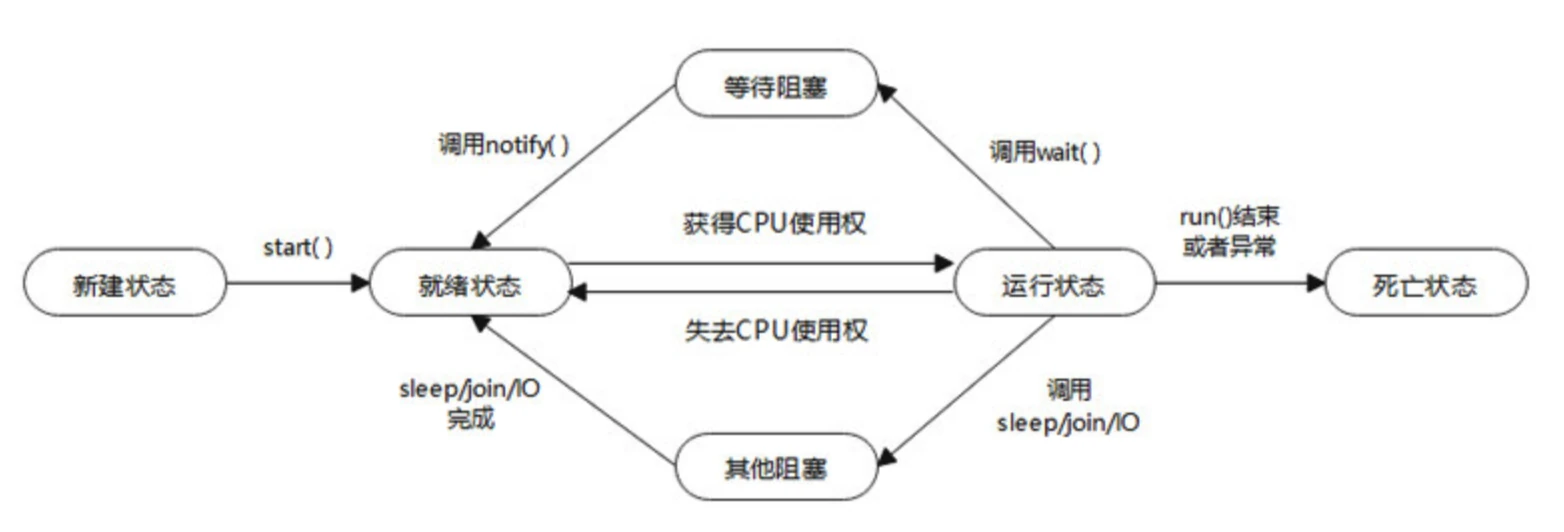 等待阻塞
调用notify( )
调用wait( )
获得CPU使用权
run()结束
或者异常
start( )
新建状态
就绪状态
运行状态
死亡状态
失去CPU使用权
sleep/join/IO
完成
调用
sleep/join/IO
其他阻塞